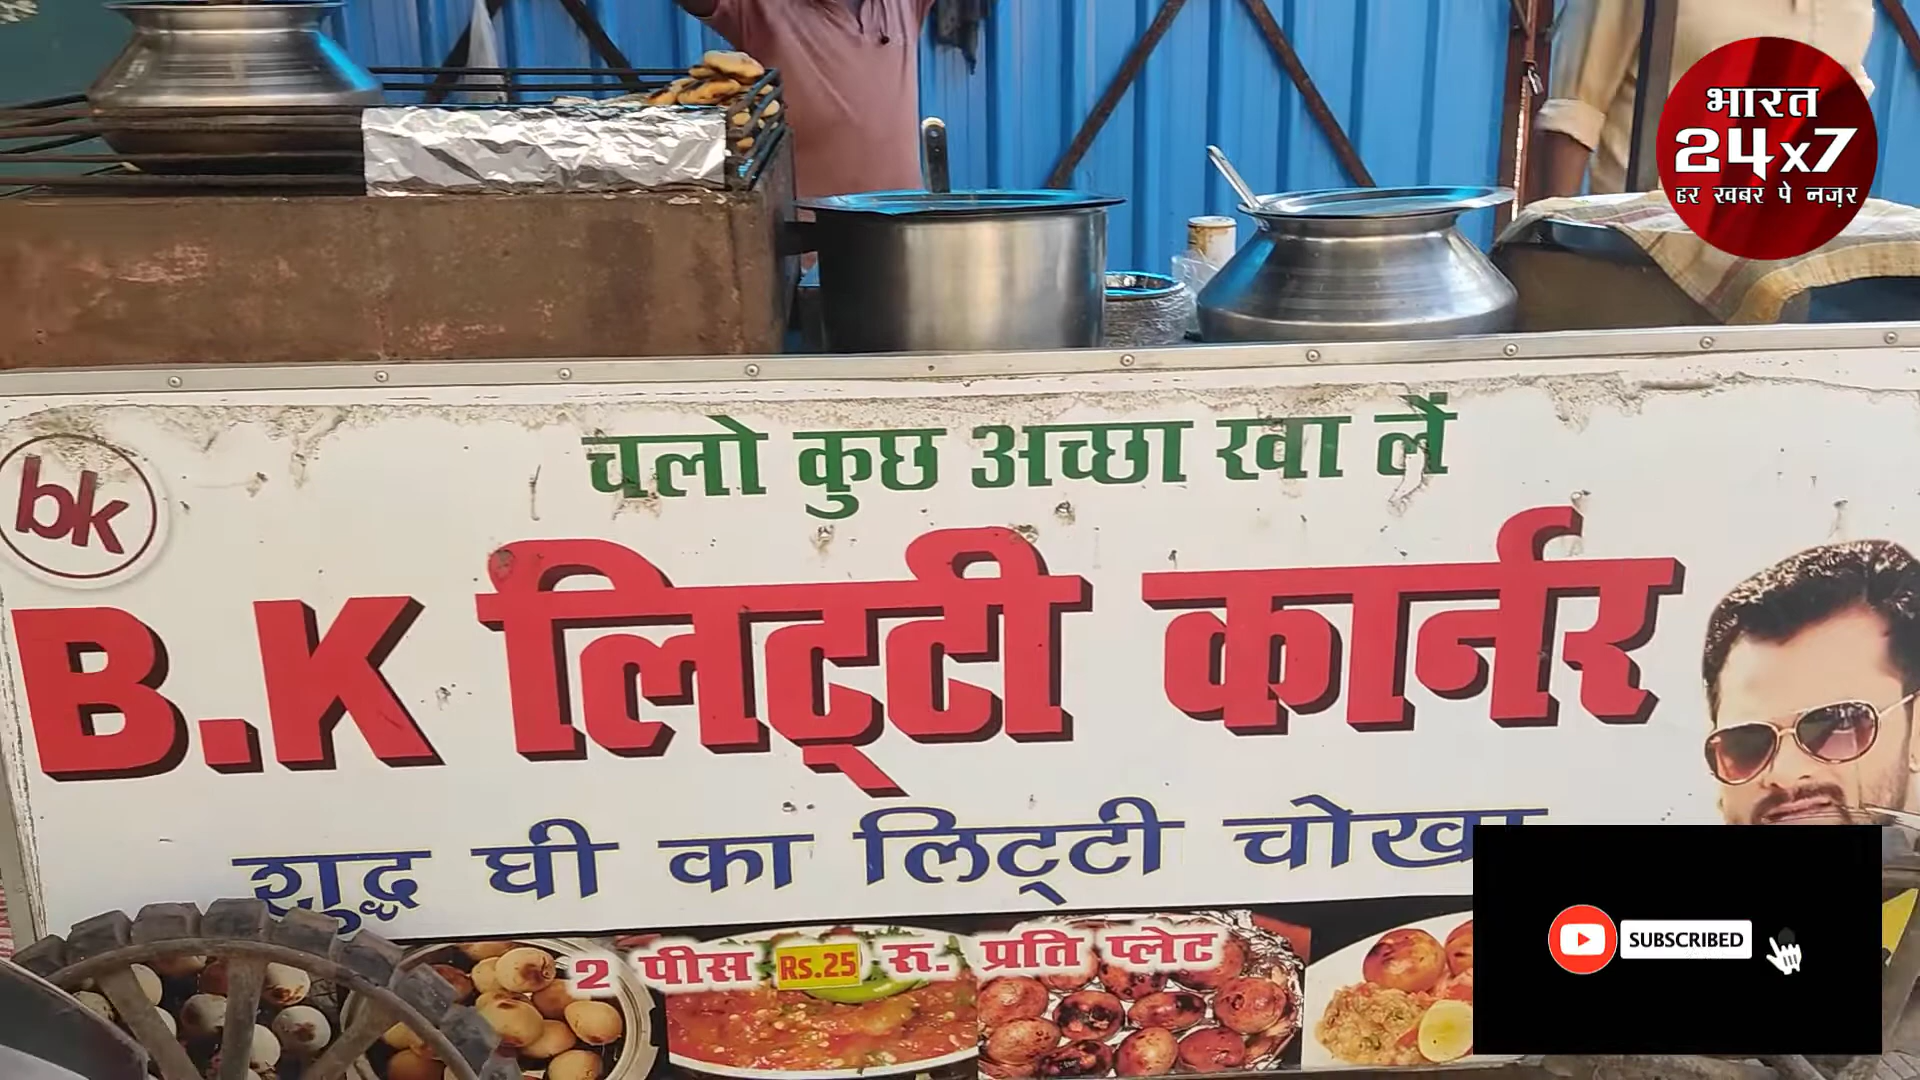 भारत
24x7
हर खबर पे नज़र
चलो कुछ अच्छा खा लें
bk
B.K लिट्टी कार्नर
शुद्ध घी का लिट्टी चोखा
2 पीस Rs.25 रू. प्रति प्लेट
SUBSCRIBED